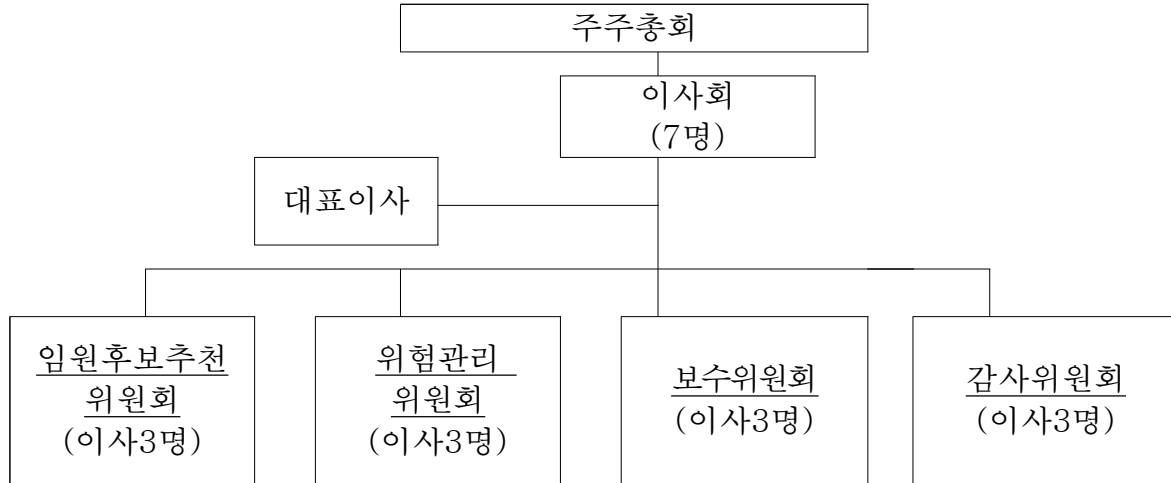 주주총회
이사회
(7명)
대표이사
임원후보추천
위원회
(이사3명)
위험관리
위원회
(이사3명)
보수위원회
(이사3명)
감사위원회
(이사3명)